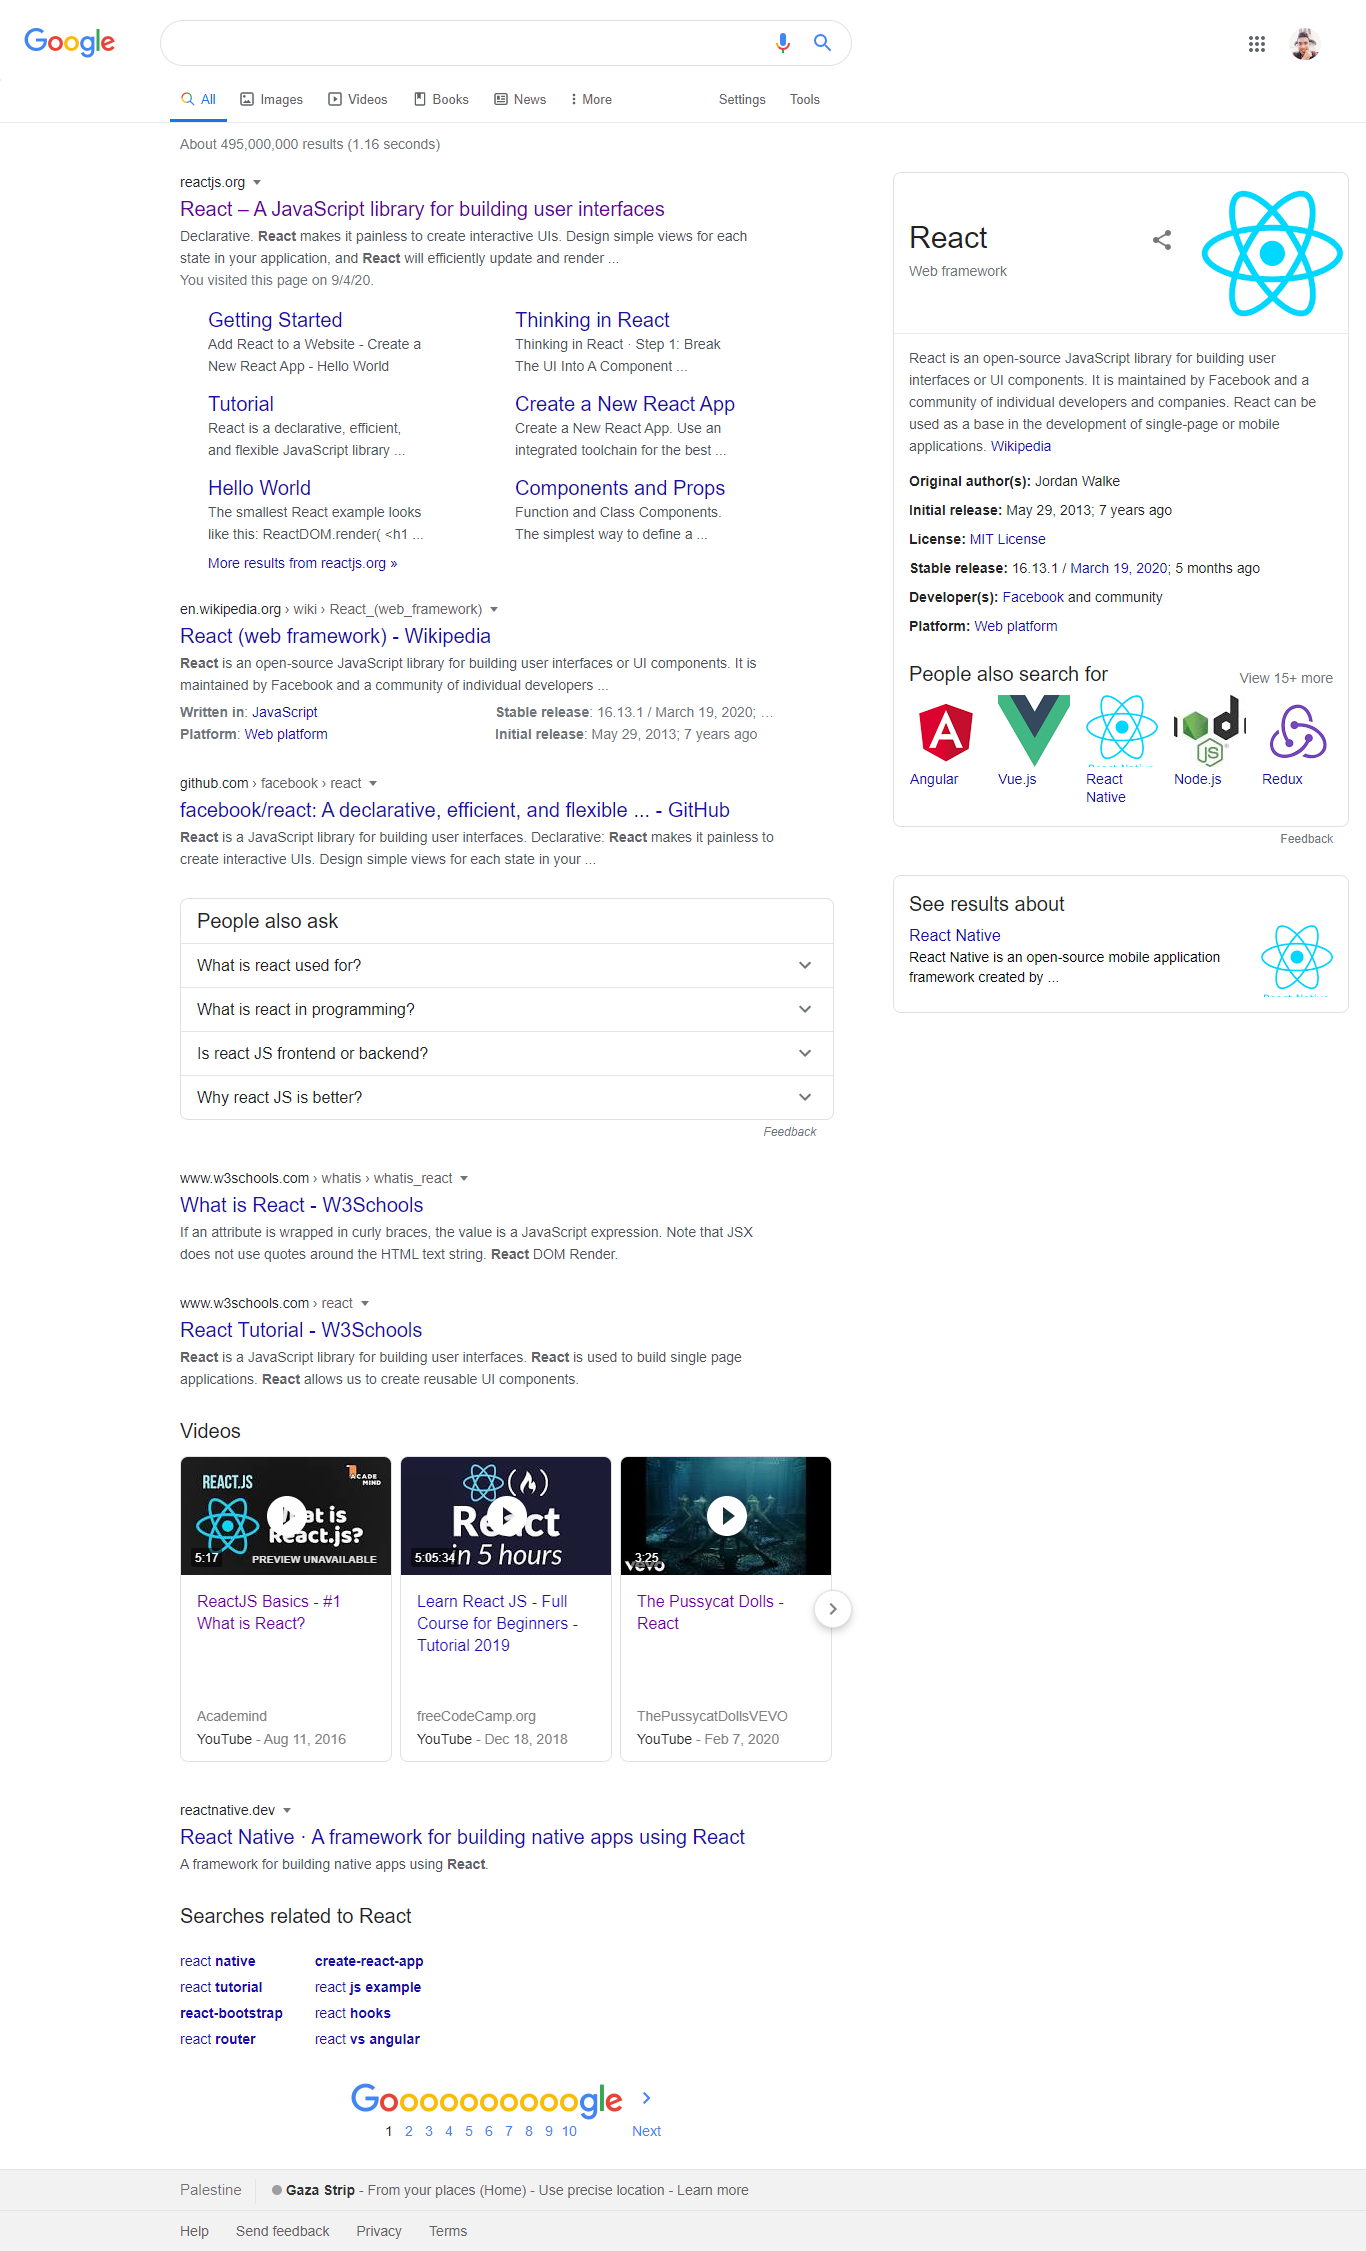 Google
All Images Videos Books News More Settings Tools
About 495,000,000 results (1.16 seconds)
reactjs.org
React – A JavaScript library for building user interfaces
Declarative. React makes it painless to create interactive UIs. Design simple views for each
state in your application, and React will efficiently update and render ...
You visited this page on 9/4/20.
Getting Started
Add React to a Website - Create a
New React App - Hello World
Thinking in React
Thinking in React · Step 1: Break
The UI Into A Component ...
Tutorial
React is a declarative, efficient,
and flexible JavaScript library ...
Create a New React App
Create a New React App. Use an
integrated toolchain for the best ...
Hello World
The smallest React example looks
like this: ReactDOM.render( <h1 ...
Components and Props
Function and Class Components.
The simplest way to define a ...
More results from reactjs.org »
en.wikipedia.org › wiki › React_(web_framework)
React (web framework) - Wikipedia
React is an open-source JavaScript library for building user interfaces or UI components. It is
maintained by Facebook and a community of individual developers ...
Written in: JavaScript
Stable release: 16.13.1 / March 19, 2020; ...
Platform: Web platform
Initial release: May 29, 2013; 7 years ago
github.com › facebook › react
facebook/react: A declarative, efficient, and flexible ... - GitHub
React is a JavaScript library for building user interfaces. Declarative: React makes it painless to
create interactive UIs. Design simple views for each state in your ...
People also ask
What is react used for?
What is react in programming?
Is react JS frontend or backend?
Why react JS is better?
Feedback
www.w3schools.com › whatis › whatis_react
What is React - W3Schools
If an attribute is wrapped in curly braces, the value is a JavaScript expression. Note that JSX
does not use quotes around the HTML text string. React DOM Render.
www.w3schools.com › react
React Tutorial - W3Schools
React is a JavaScript library for building user interfaces. React is used to build single page
applications. React allows us to create reusable UI components.
Videos
REACT.JS
ACADE
MIND
What is
React.js?
5:17
PREVIEW UNAVAILABLE
ReactJS Basics - #1
What is React?
Academind
YouTube - Aug 11, 2016
React
in 5 hours
5:05:34
Learn React JS - Full
Course for Beginners -
Tutorial 2019
freeCodeCamp.org
YouTube - Dec 18, 2018
3:25
vevo
The Pussycat Dolls -
React
ThePussycatDollsVEVO
YouTube - Feb 7, 2020
reactnative.dev
React Native · A framework for building native apps using React
A framework for building native apps using React.
Searches related to React
react native
create-react-app
react tutorial
react js example
react-bootstrap
react hooks
react router
react vs angular
Goooooooooogle
1 2 3 4 5 6 7 8 9 10 Next
React
Web framework
React is an open-source JavaScript library for building user
interfaces or UI components. It is maintained by Facebook and a
community of individual developers and companies. React can be
used as a base in the development of single-page or mobile
applications. Wikipedia
Original author(s): Jordan Walke
Initial release: May 29, 2013; 7 years ago
License: MIT License
Stable release: 16.13.1 / March 19, 2020; 5 months ago
Developer(s): Facebook and community
Platform: Web platform
People also search for
View 15+ more
Angular
Vue.js
React
Native
Node.js
Redux
Feedback
See results about
React Native
React Native is an open-source mobile application
framework created by ...
Palestine
Gaza Strip - From your places (Home) - Use precise location - Learn more
Help Send feedback Privacy Terms